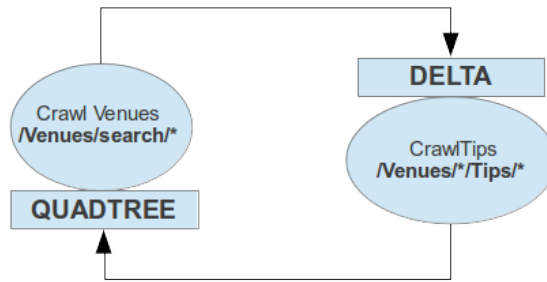 Crawl Venues
/Venues/search/*
QUADTREE
DELTA
CrawlTips
/Venues/*/Tips/*